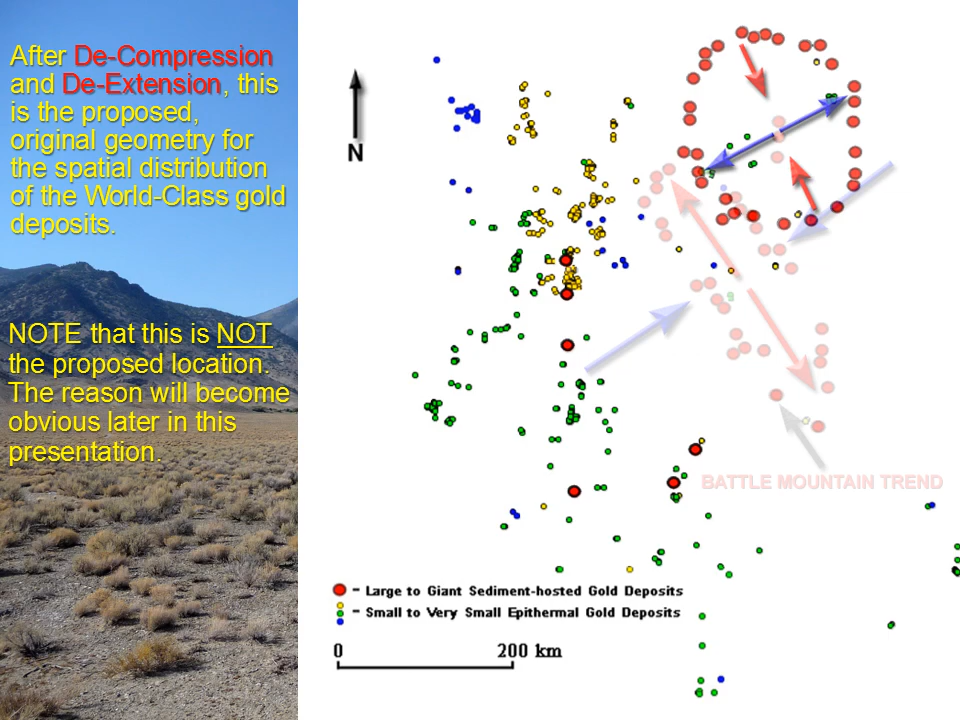 After De-Compression
and De-Extension, this
is the proposed,
original geometry for
the spatial distribution
of the World-Class gold
deposits.
NOTE that this is NOT
the proposed location.
The reason will become
obvious later in this
presentation.
N
BATTLE MOUNTAIN TREND
- Large to Giant Sediment-hosted Gold Deposits
- Small to Very Small Epithermal Gold Deposits
0 200 km